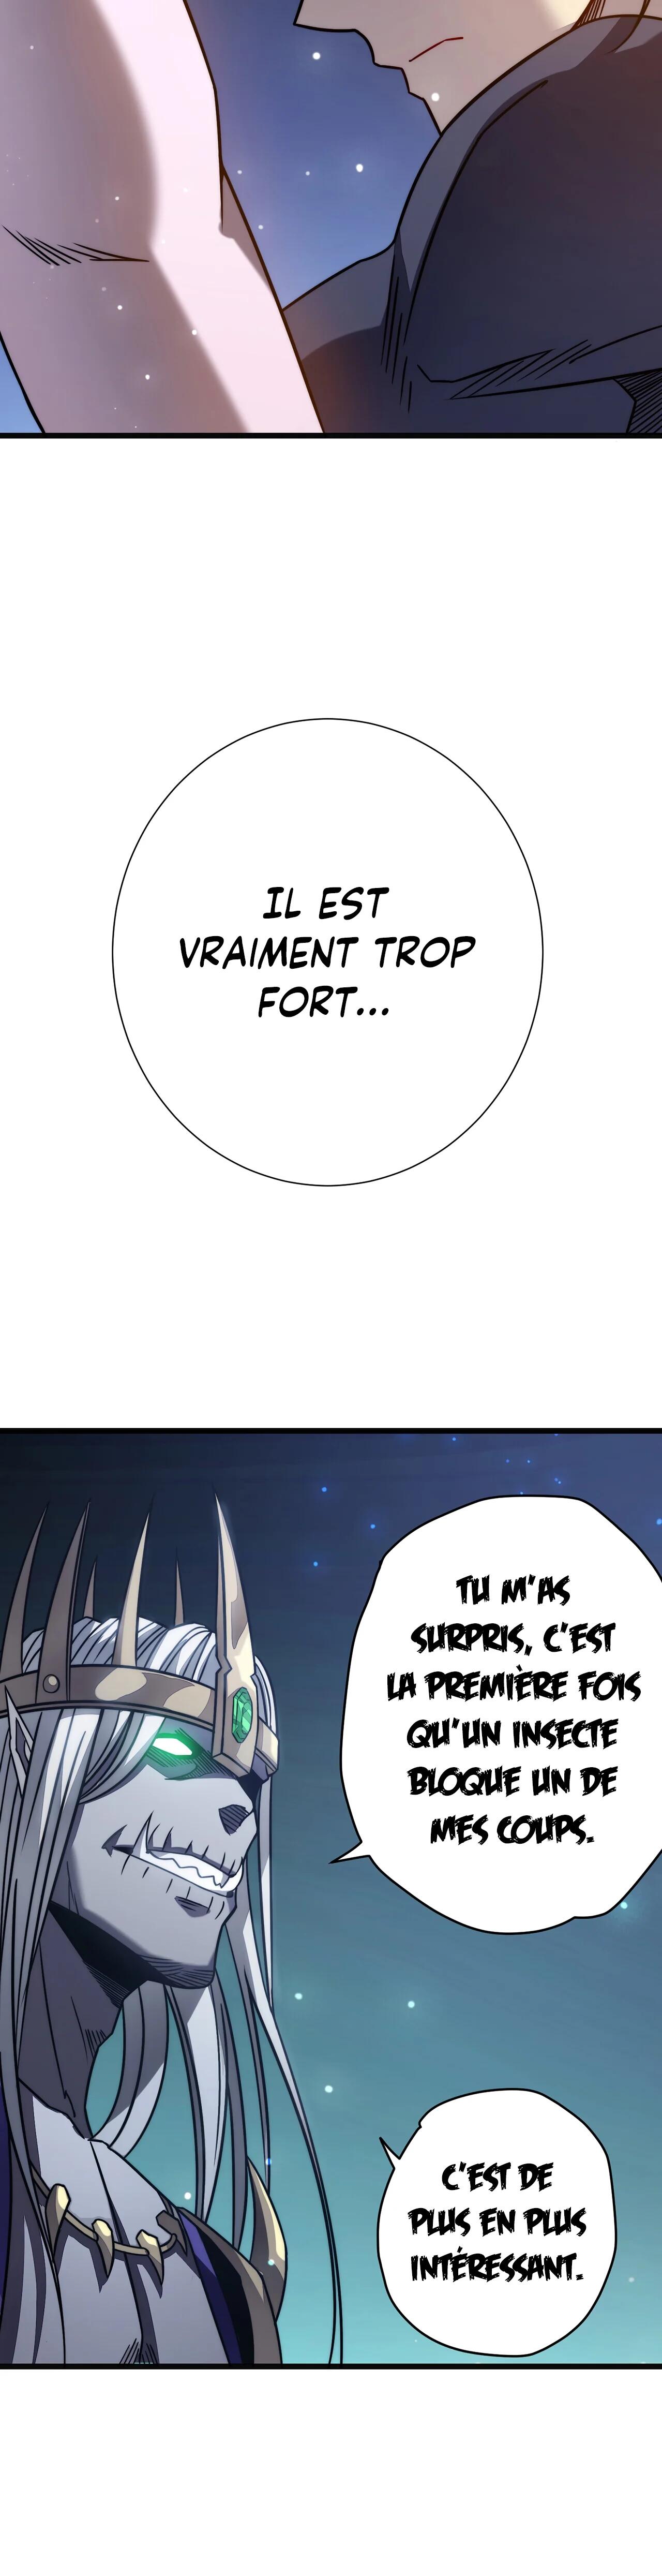 IL EST
VRAIMENT TROP
FORT...
TU M'AS
SURPRIS, C'EST
LA PREMIÈRE FOIS
QU'UN INSECTE
BLOQUE UN DE
MES COUPS.
C'EST DE
PLUS EN PLUS
INTÉRESSANT.